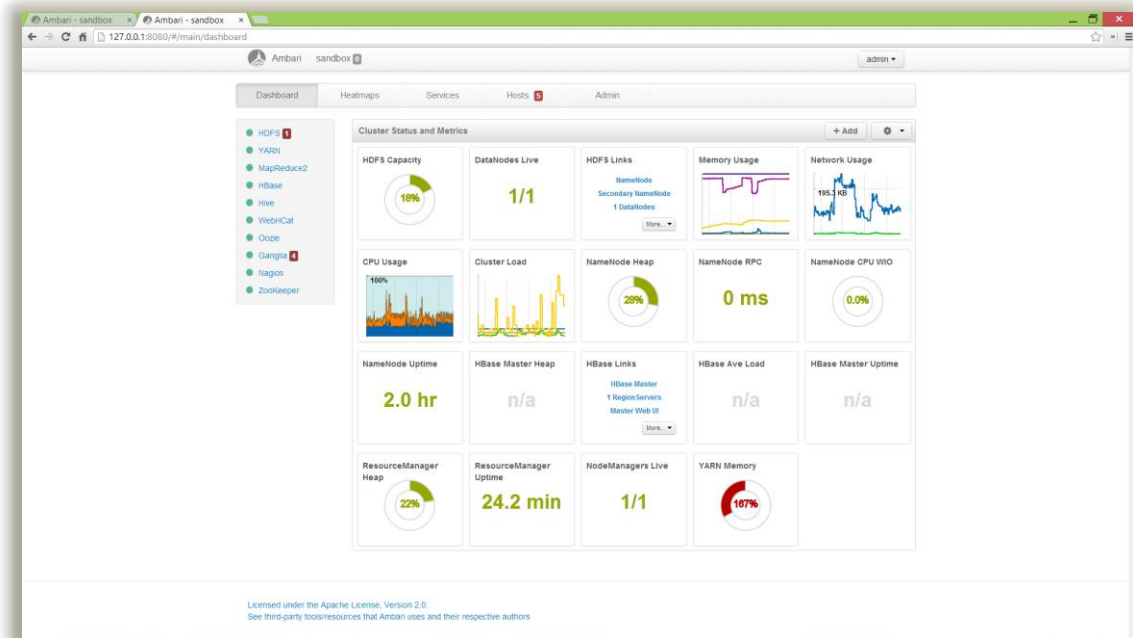 Ambari - sandbox
Ambari - sandbox
127.0.0.1:8080/#/main/dashboard
Ambari sandbox 0
admin
Dashboard Heatmaps Services Hosts 5 Admin
HDFS 1
YARN
MapReduce2
HBase
Hive
WebHCat
Oozie
Ganglia 4
Nagios
ZooKeeper
Cluster Status and Metrics
+ Add
HDFS Capacity
DataNodes Live
HDFS Links
Memory Usage
Network Usage
1/1
NameNode
Secondary NameNode
1 DataNodes
More...
195.3 KB
CPU Usage
Cluster Load
NameNode Heap
NameNode RPC
NameNode CPU WIO
100%
28%
0 ms
0.0%
NameNode Uptime
HBase Master Heap
HBase Links
HBase Ave Load
HBase Master Uptime
2.0 hr
n/a
HBase Master
1 RegionServers
Master Web UI
More...
n/a
n/a
ResourceManager
Heap
ResourceManager
Uptime
NodeManagers Live
YARN Memory
22%
24.2 min
1/1
167%
Licensed under the Apache License, Version 2.0.
See third-party tools/resources that Ambari uses and their respective authors